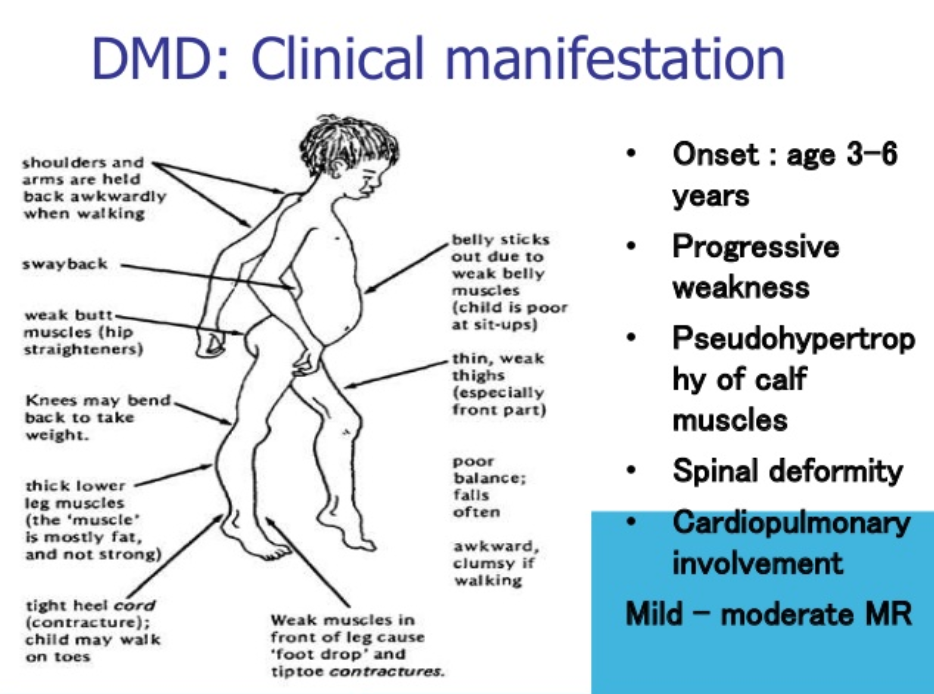 DMD: Clinical manifestation
shoulders and
arms are held
back awkwardly
when walking
swayback
weak butt
muscles (hip
straighteners)
Knees may bend
back to take
weight.
thick lower
leg muscles
(the 'muscle'
is mostly fat,
and not strong)
tight heel cord
(contracture);
child may walk
on toes
belly sticks
out due to
weak belly
muscles
(child is poor
at sit-ups)
thin, weak
thighs
(especially
front part)
poor
balance;
falls
often
awkward,
clumsy if
walking
Weak muscles in
front of leg cause
'foot drop' and
tiptoe contractures.
• Onset : age 3-6
years
• Progressive
weakness
• Pseudohypertrop
hy of calf
muscles
• Spinal deformity
• Cardiopulmonary
involvement
Mild - moderate MR